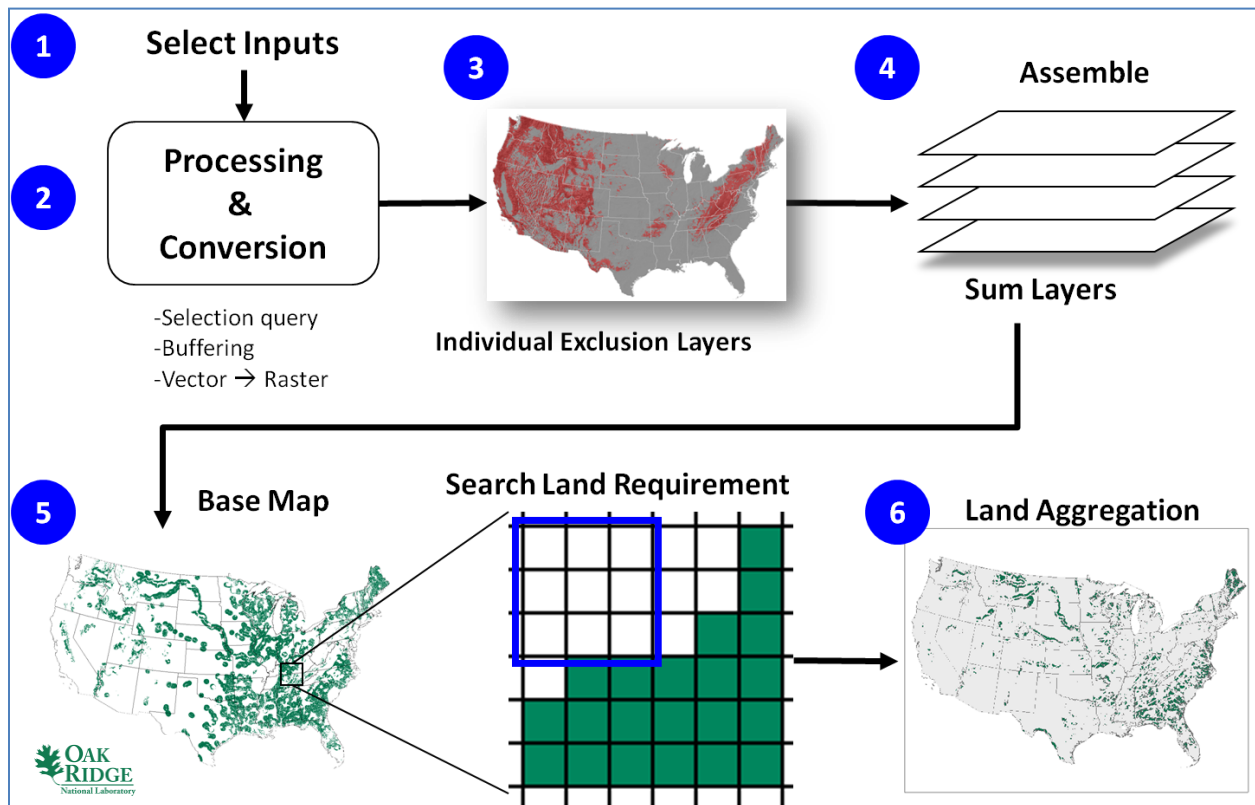 1
Select Inputs
2
Processing
&
Conversion
-Selection query
-Buffering
-Vector → Raster
3
Individual Exclusion Layers
4
Assemble
Sum Layers
5
Base Map
Search Land Requirement
6
Land Aggregation
OAK
RIDGE
National Laboratory